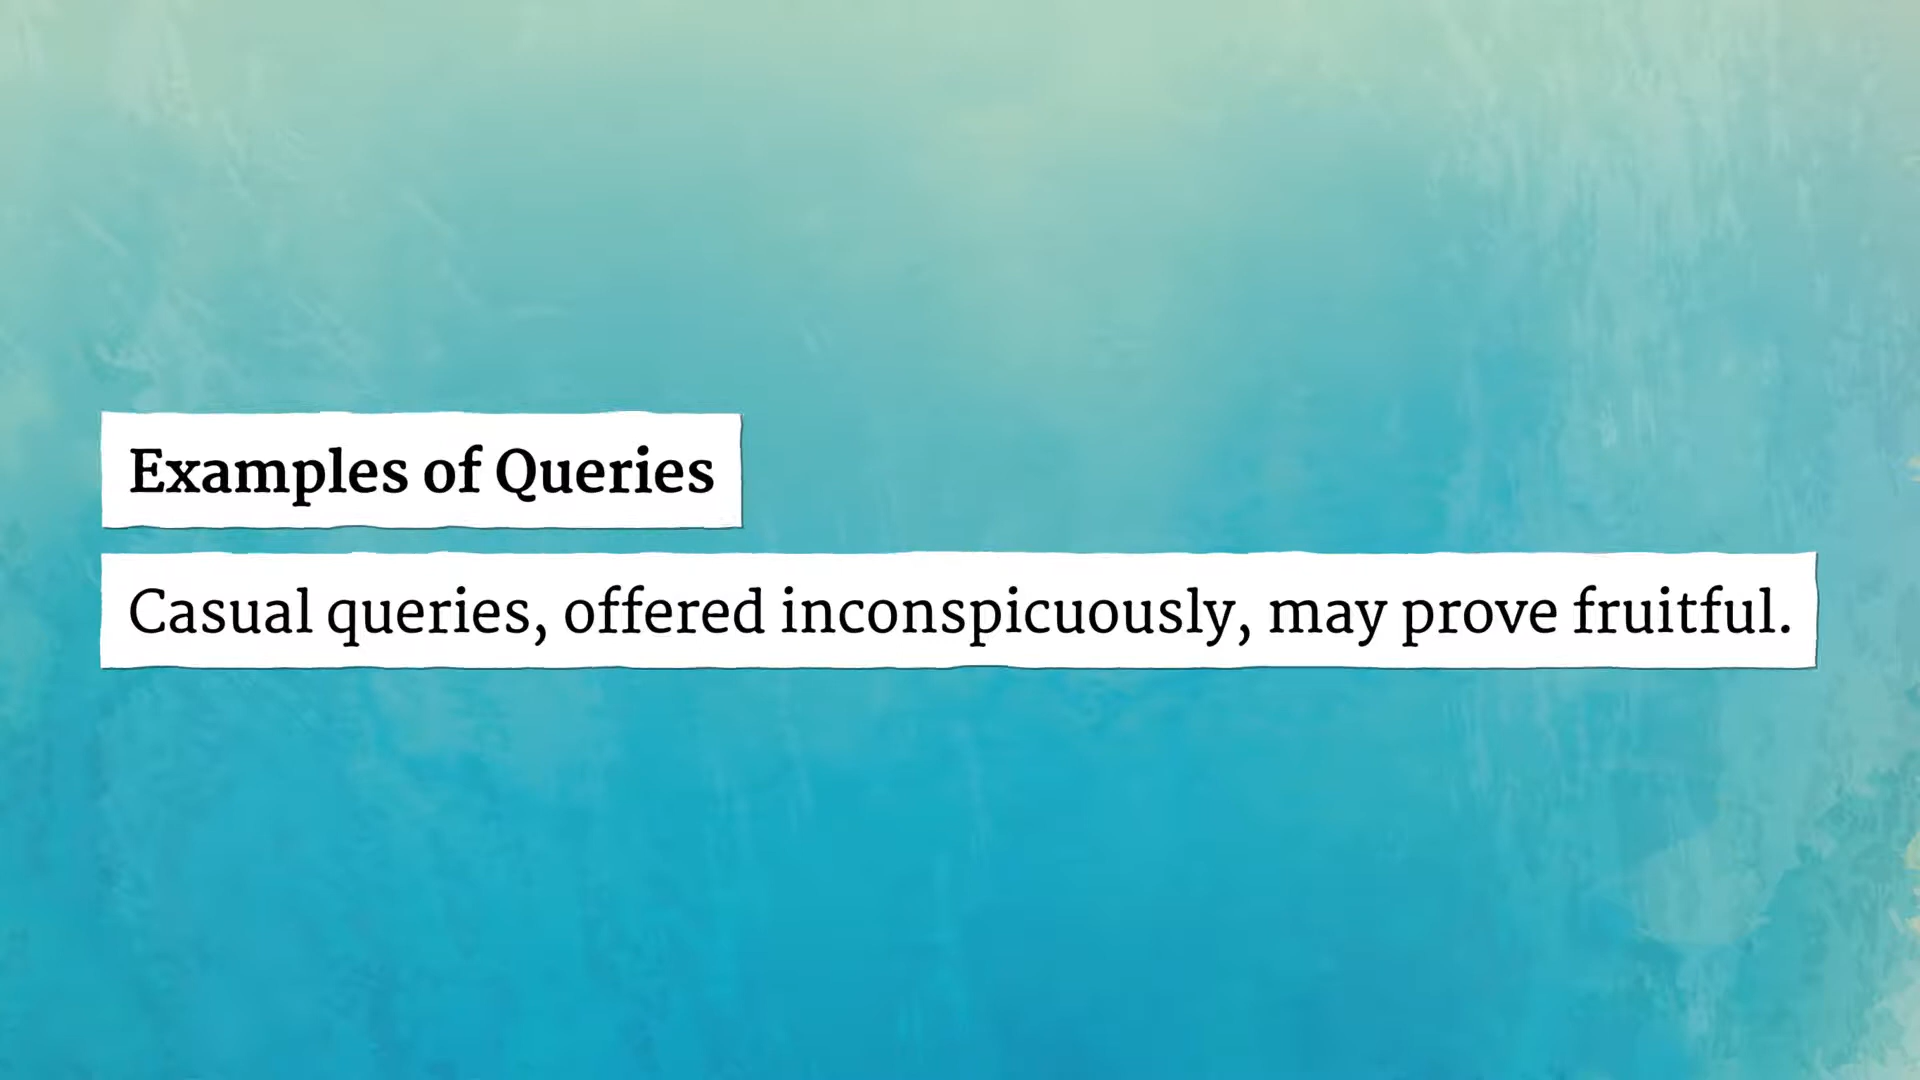 Examples of Queries
Casual queries, offered inconspicuously, may prove fruitful.